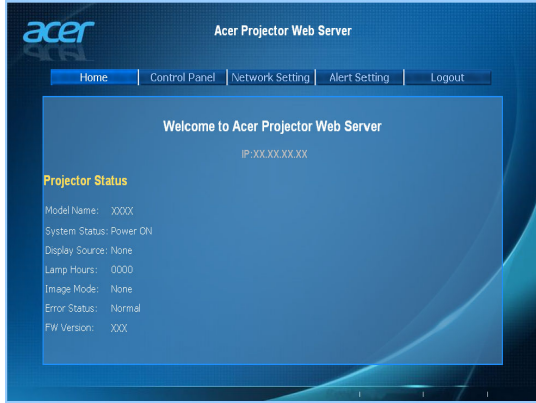 acer
Acer Projector Web Server
Home Control Panel Network Setting Alert Setting Logout
Welcome to Acer Projector Web Server
IP:XX.XX.XX.XX
Projector Status
Model Name: XXXX
System Status: Power ON
Display Source: None
Lamp Hours: 0000
Image Mode: None
Error Status: Normal
FW Version: XXX